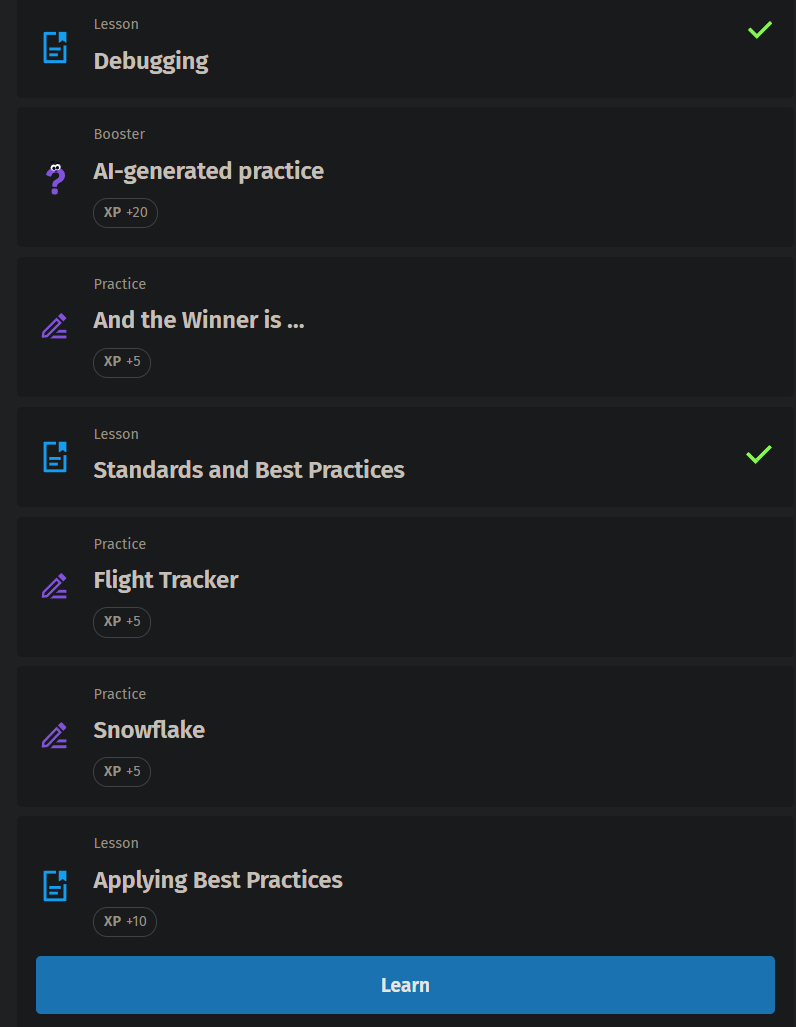 Lesson
Debugging
Booster
AI-generated practice
XP +20
Practice
And the Winner is ...
XP +5
Lesson
Standards and Best Practices
Practice
Flight Tracker
XP +5
Practice
Snowflake
XP +5
Lesson
Applying Best Practices
XP +10
Learn